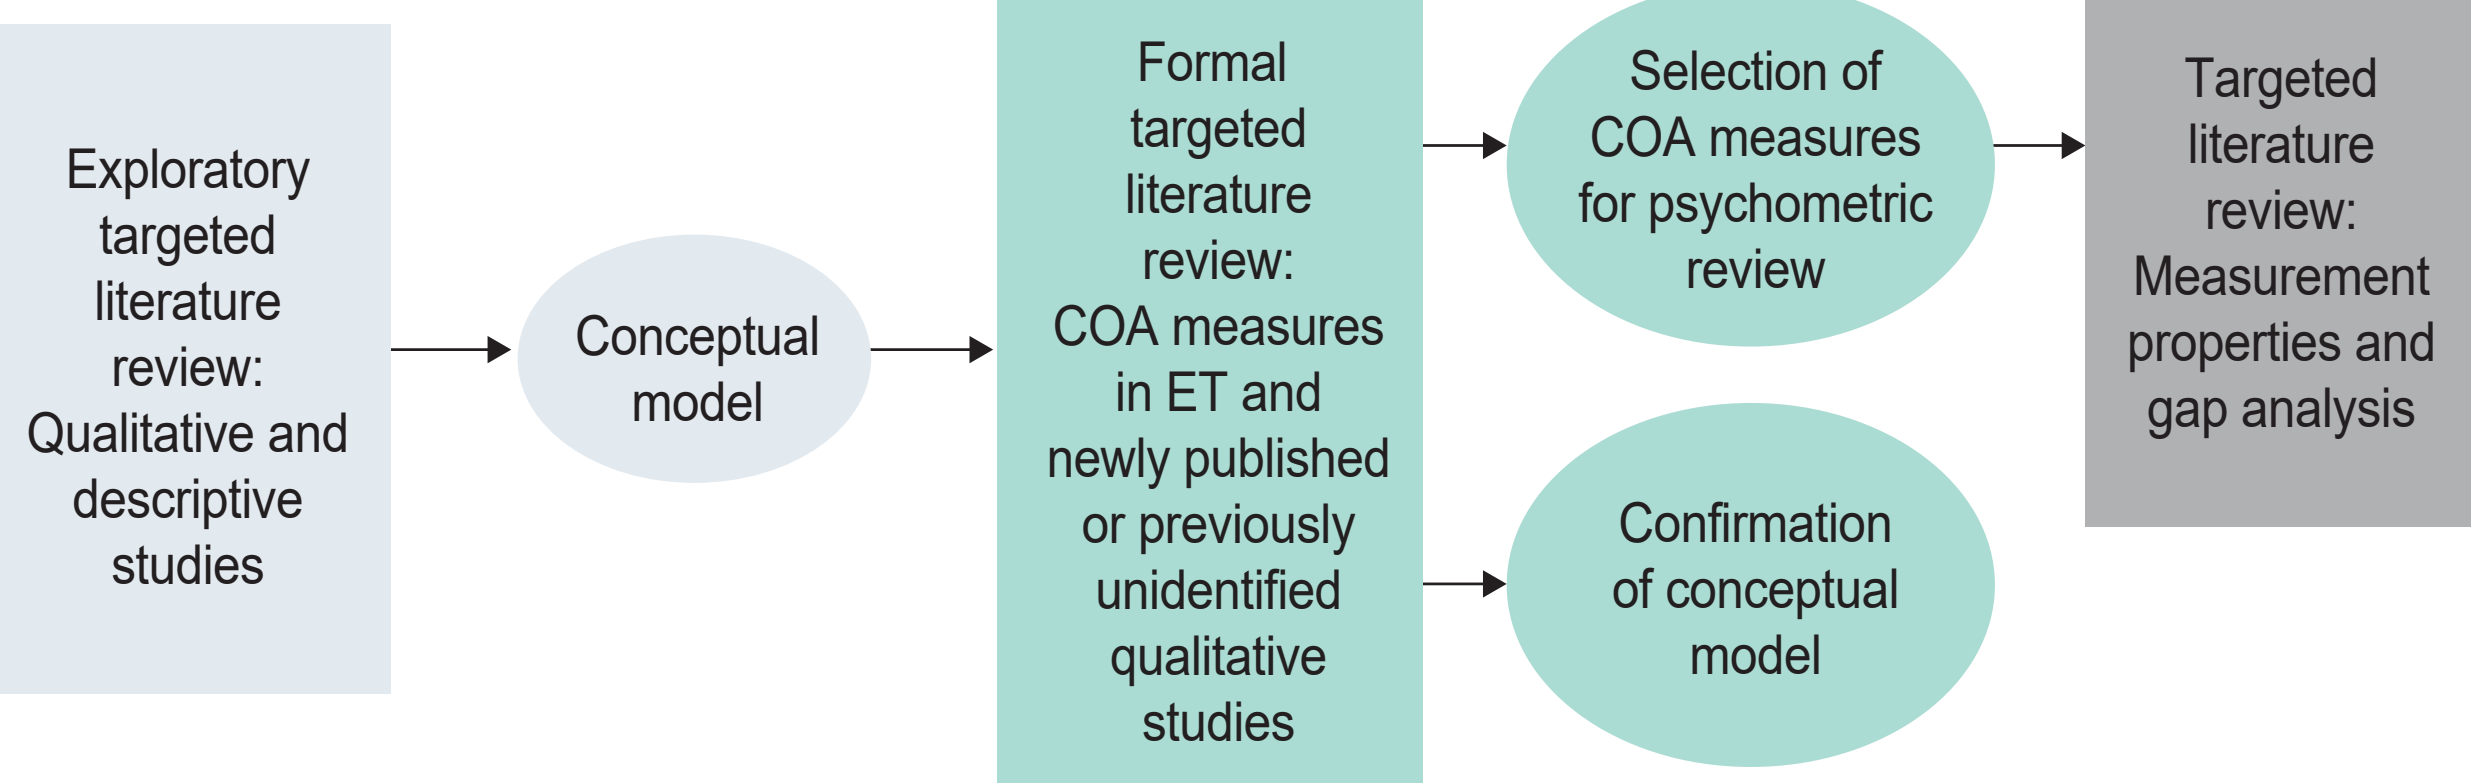 Exploratory
targeted
literature
review:
Qualitative and
descriptive
studies
Conceptual
model
Formal
targeted
literature
review:
COA measures
in ET and
newly published
or previously
unidentified
qualitative
studies
Selection of
COA measures
for psychometric
review
Confirmation
of conceptual
model
Targeted
literature
review:
Measurement
properties and
gap analysis